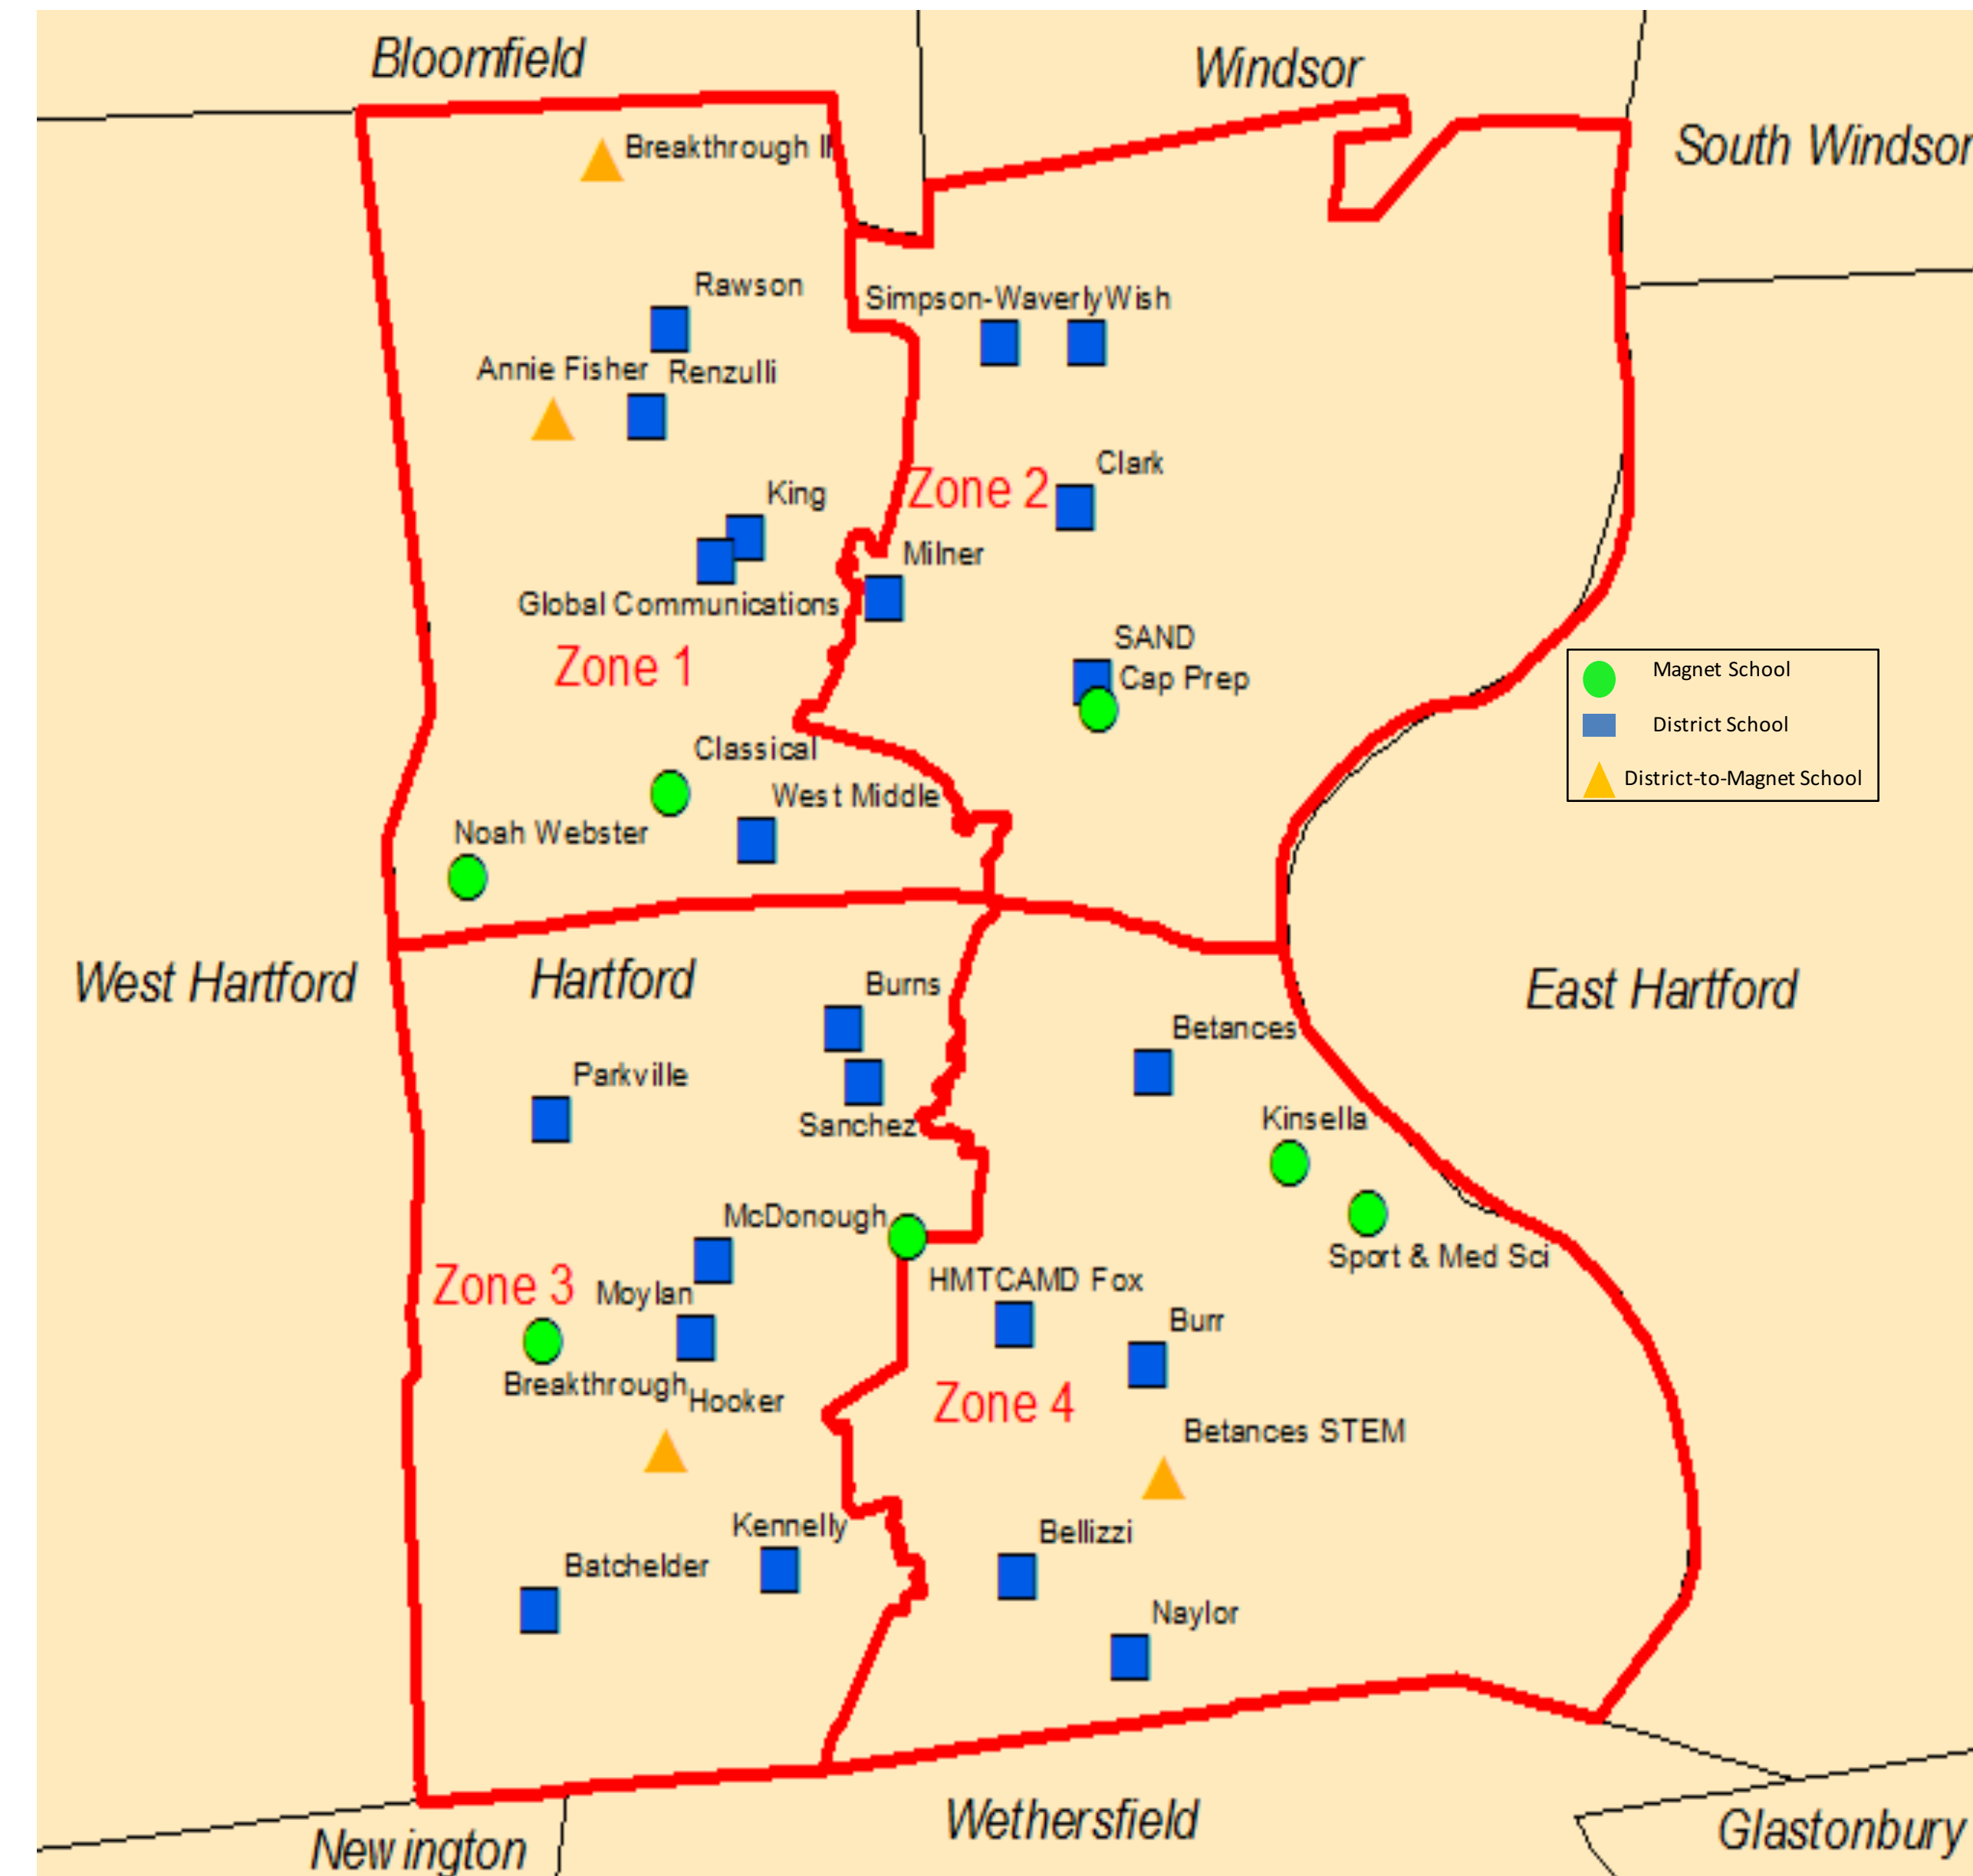 Bloomfield
Windsor
South Windsor
Breakthrough II
Rawson
Simpson-Waverly
Wish
Annie Fisher
Renzulli
Zone 2
Clark
King
Milner
Global Communications
Zone 1
SAND
Cap Prep
Magnet School
District School
District-to-Magnet School
Classical
West Middle
Noah Webster
West Hartford
Hartford
East Hartford
Burns
Betances
Parkville
Sanchez
Kinsella
McDonough
Sport & Med Sci
Zone 3
Moylan
HMTCAMD Fox
Burr
Breakthrough
Hooker
Zone 4
Betances STEM
Kennelly
Bellizzi
Batchelder
Naylor
Wethersfield
Newington
Glastonbury